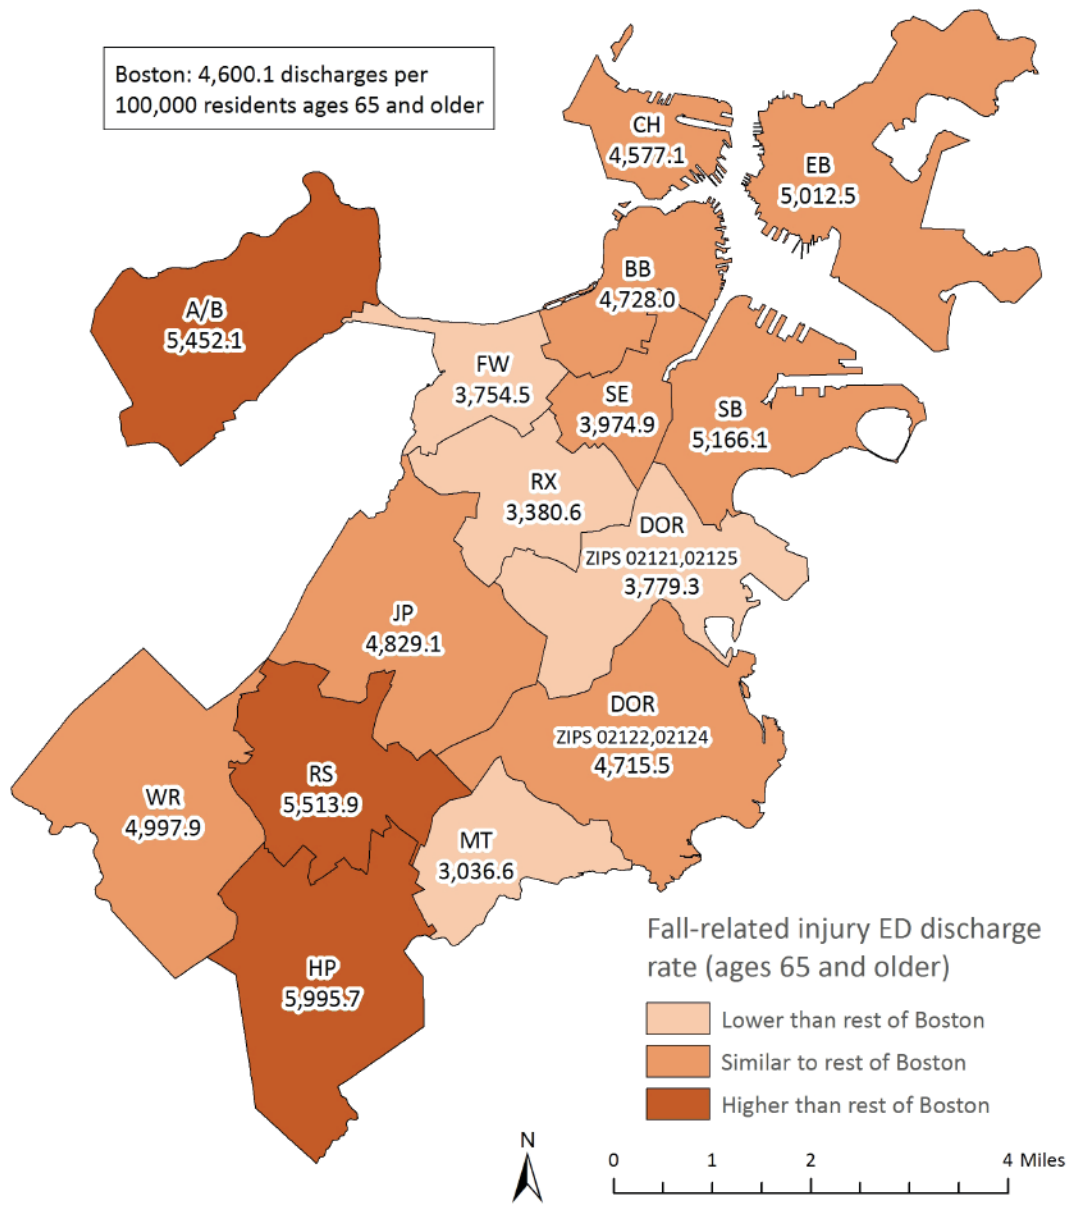 Boston: 4,600.1 discharges per
100,000 residents ages 65 and older
CH
4,577.1
EB
5,012.5
BB
4,728.0
A/B
5,452.1
FW
3,754.5
SE
3,974.9
SB
5,166.1
RX
3,380.6
DOR
ZIPS 02121,02125
3,779.3
JP
4,829.1
DOR
ZIPS 02122,02124
4,715.5
RS
5,513.9
WR
4,997.9
MT
3,036.6
HP
5,995.7
Fall-related injury ED discharge
rate (ages 65 and older)
Lower than rest of Boston
Similar to rest of Boston
Higher than rest of Boston
N
0 1 2 4 Miles